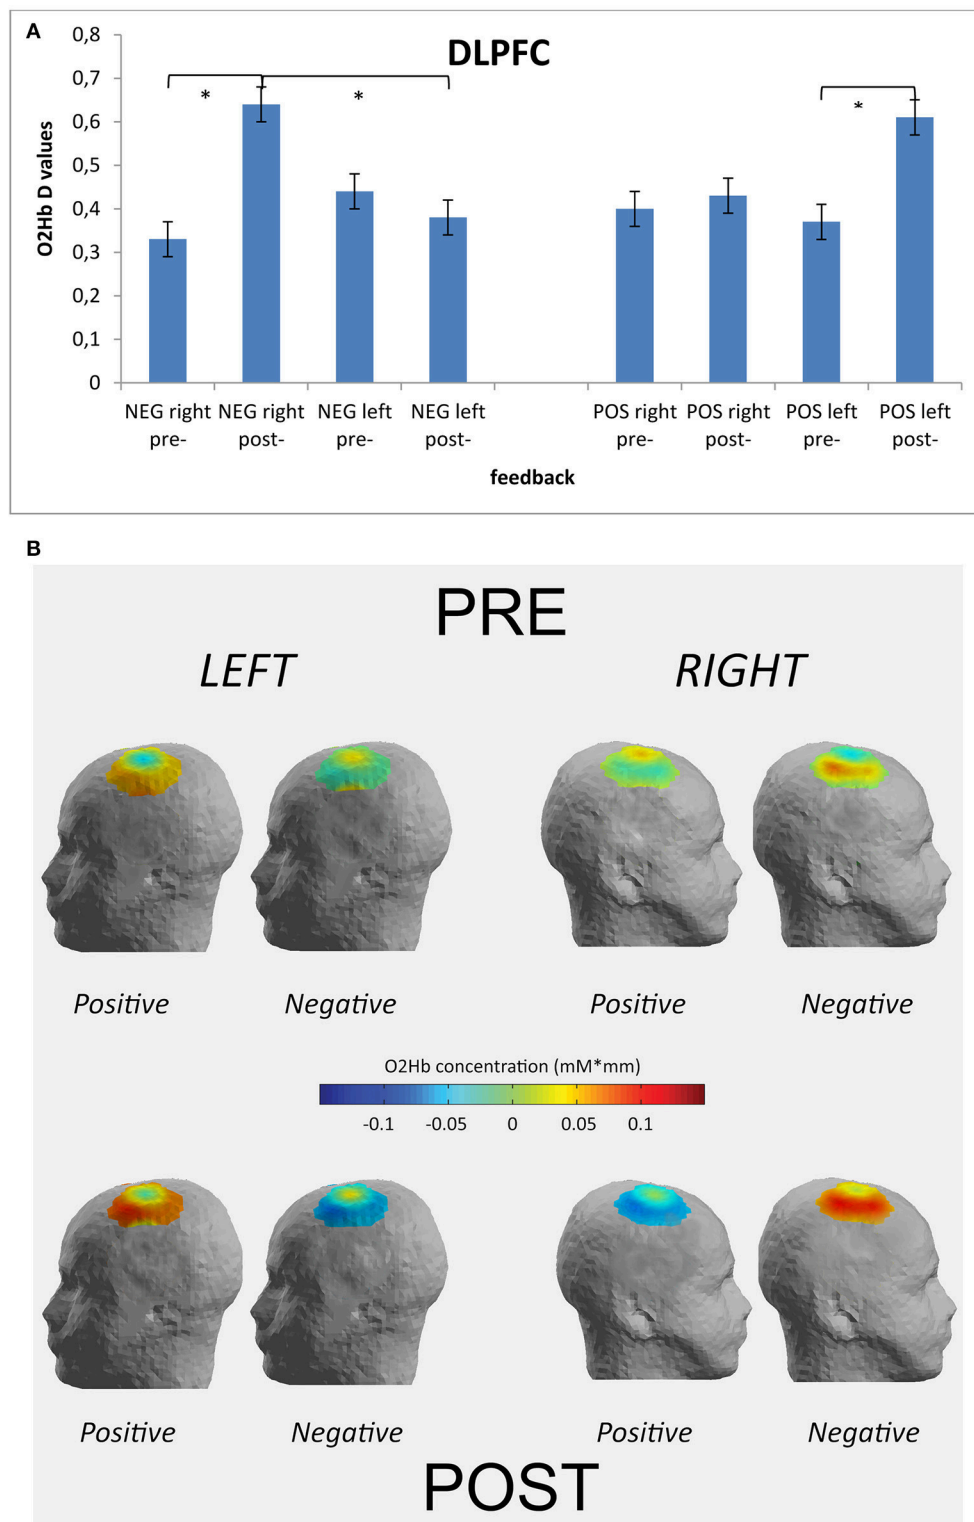 A
DLPFC
O2Hb D values
0,8
0,7
0,6
0,5
0,4
0,3
0,2
0,1
0
*
*
*
NEG right pre-
NEG right post-
NEG left pre-
NEG left post-
POS right pre-
POS right post-
POS left pre-
POS left post-
feedback
B
PRE
LEFT RIGHT
Positive Negative Positive Negative
O2Hb concentration (mM*mm)
-0.1 -0.05 0 0.05 0.1
Positive Negative Positive Negative
POST